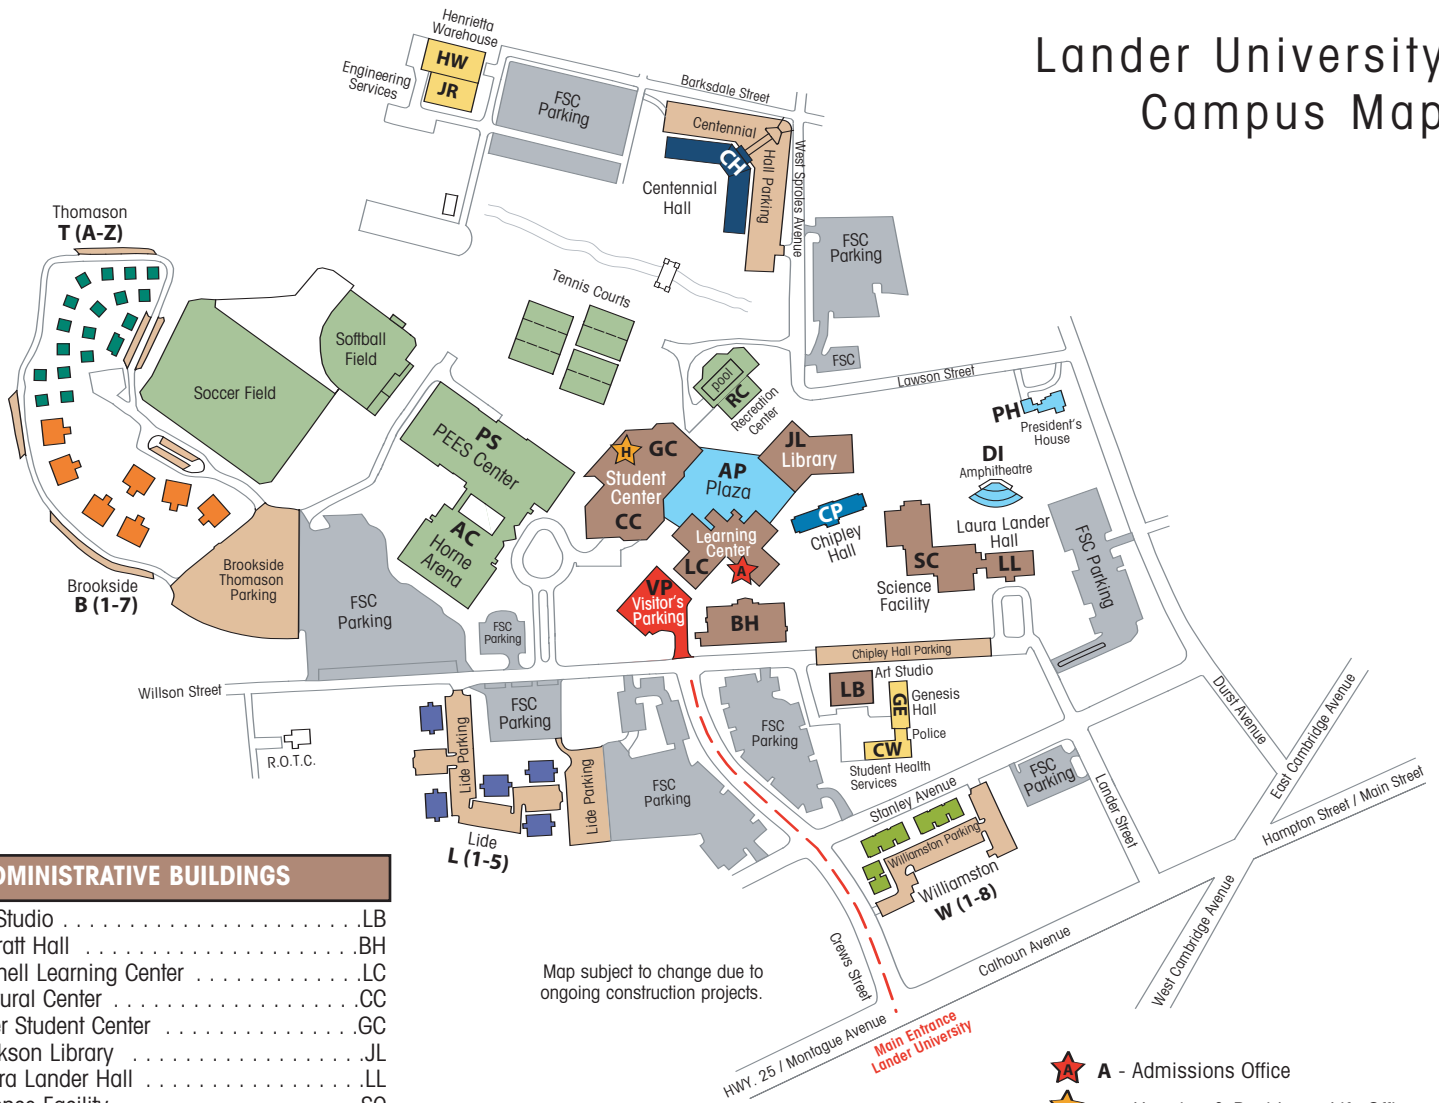 Lander University
Campus Map
Henrietta
Warehouse
HW
JR
Engineering
Services
FSC
Parking
Barksdale Street
Centennial
Hall Parking
CH
Centennial
Hall
West Sproles Avenue
FSC
Parking
FSC
Lawson Street
Thomason
T (A-Z)
Tennis Courts
Softball
Field
Soccer Field
pool
RC
Recreation
Center
PH
President's
House
DI
Amphitheatre
PS
PEES Center
AC
Horne
Arena
H
GC
Student
Center
CC
AP
Plaza
JL
Library
CP
Chipley
Hall
Learning
Center
LC
A
Laura Lander
Hall
SC
LL
Science
Facility
FSC Parking
VP
Visitor's
Parking
BH
Brookside
B (1-7)
Brookside
Thomason
Parking
FSC
Parking
FSC
Parking
Chipley Hall Parking
Willson Street
R.O.T.C.
FSC
Parking
Lide Parking
Lide Parking
Lide
L (1-5)
FSC
Parking
FSC
Parking
LB
Art Studio
GE
Genesis
Hall
Police
CW
Student Health
Services
Stanley Avenue
FSC
Parking
Williamston Parking
Williamston
W (1-8)
Lander Street
Durst Avenue
East Cambridge Avenue
Hampton Street / Main Street
West Cambridge Avenue
Calhoun Avenue
Crews Street
HWY. 25 / Montague Avenue
Main Entrance
Lander University
Map subject to change due to
ongoing construction projects.
DMINISTRATIVE BUILDINGS
Studio . . . . . . . . . . . . . . . . . . . . . . . .LB
ratt Hall . . . . . . . . . . . . . . . . . . . . . .BH
nell Learning Center . . . . . . . . . . . . .LC
tural Center . . . . . . . . . . . . . . . . . . . .CC
er Student Center . . . . . . . . . . . . . . . .GC
kson Library . . . . . . . . . . . . . . . . . . .JL
ra Lander Hall . . . . . . . . . . . . . . . . . .LL
A A - Admissions Office